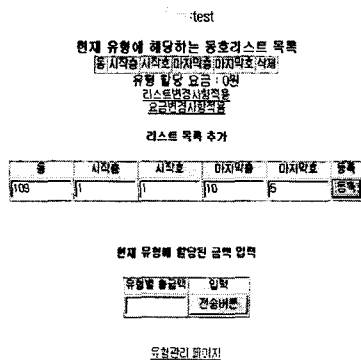 :test
현재 유형에 해당하는 동호리스트 목록
동 시작층 시작호 마지막층 마지막호 삭제
유형 할당 요금 : 0원
리스트변경사항적용
요금변경사항적용
리스트 목록 추가
동 시작층 시작호 마지막층 마지막호 등록
109 1 1 10 5 등록
현재 유형에 할당된 금액 입력
유형별 총금액 입력
전송버튼
유형관리 페이지